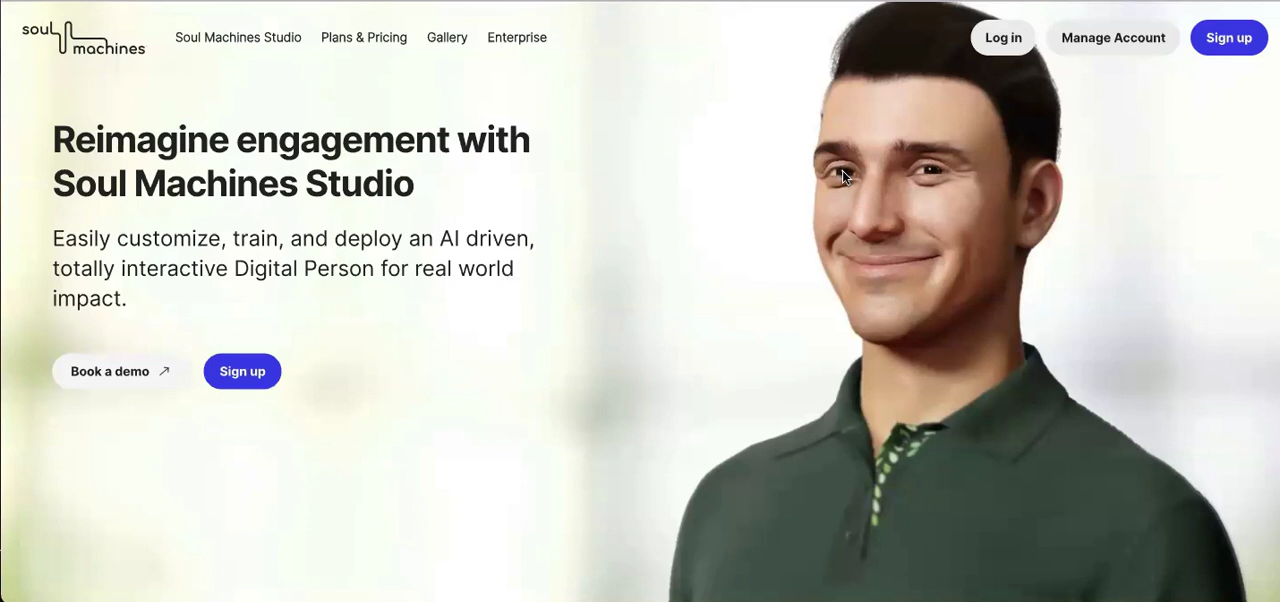 soul machines
Soul Machines Studio
Plans & Pricing
Gallery
Enterprise
Log in
Manage Account
Sign up
Reimagine engagement with
Soul Machines Studio
Easily customize, train, and deploy an AI driven,
totally interactive Digital Person for real world
impact.
Book a demo
Sign up